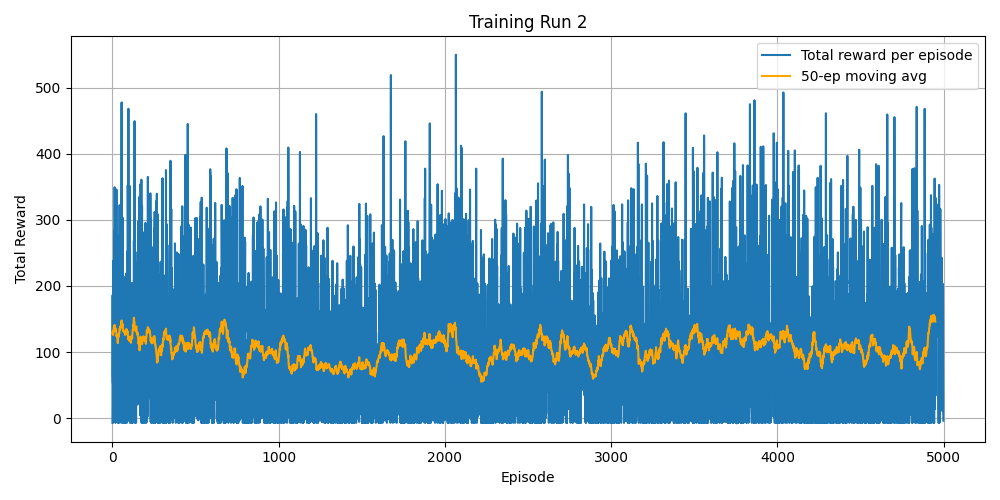 Training Run 2
Total Reward
500
400
300
200
100
0
Total reward per episode
50-ep moving avg
0 1000 2000 3000 4000 5000
Episode